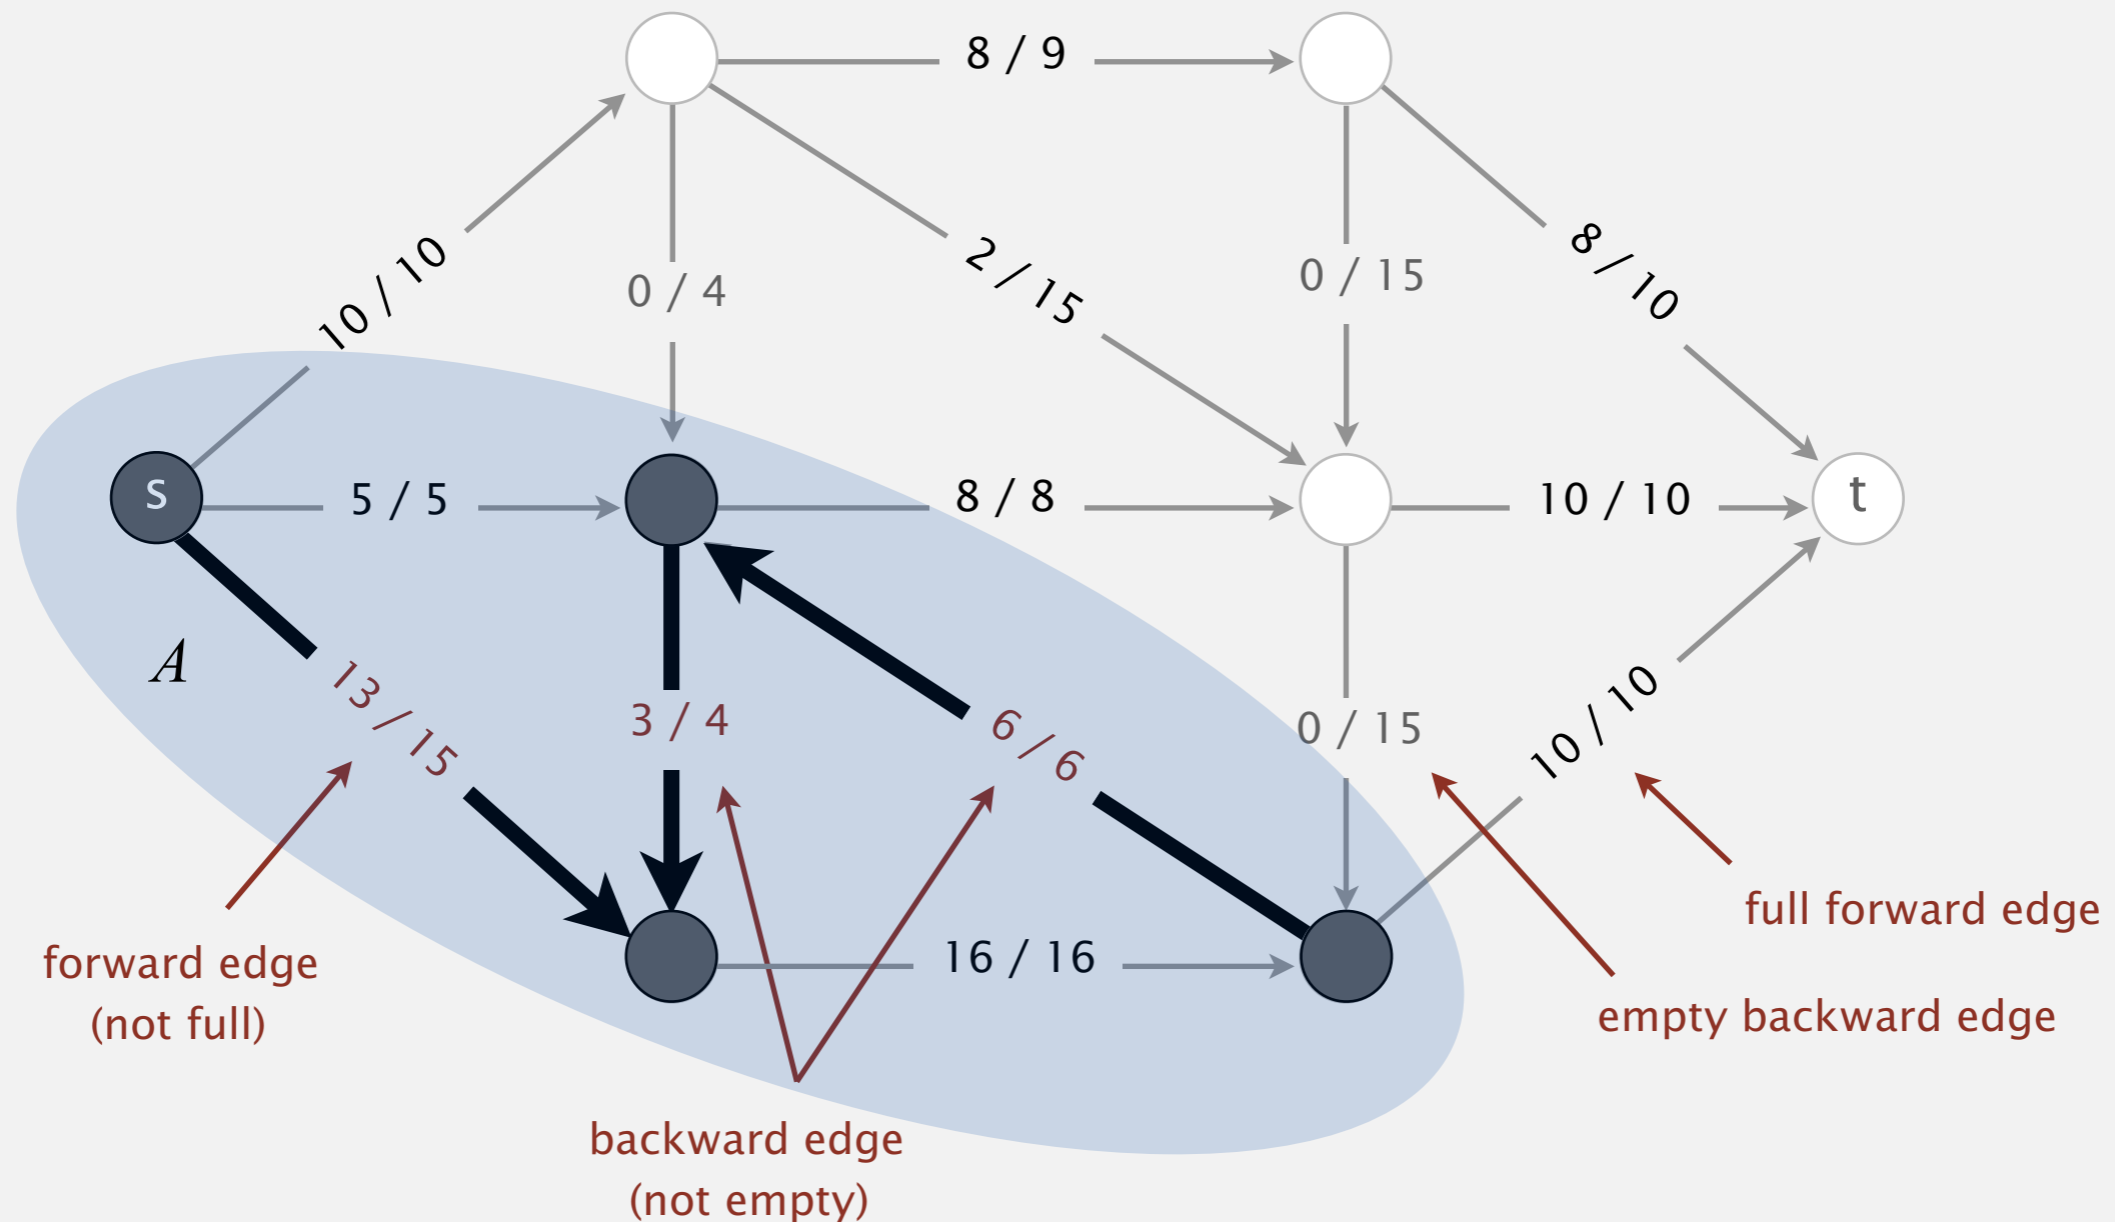 8 / 9
10 / 10
0 / 4
2 / 15
0 / 15
8 / 10
s
5 / 5
8 / 8
10 / 10
t
A
13 / 15
3 / 4
6 / 6
0 / 15
10 / 10
16 / 16
full forward edge
forward edge
(not full)
empty backward edge
backward edge
(not empty)